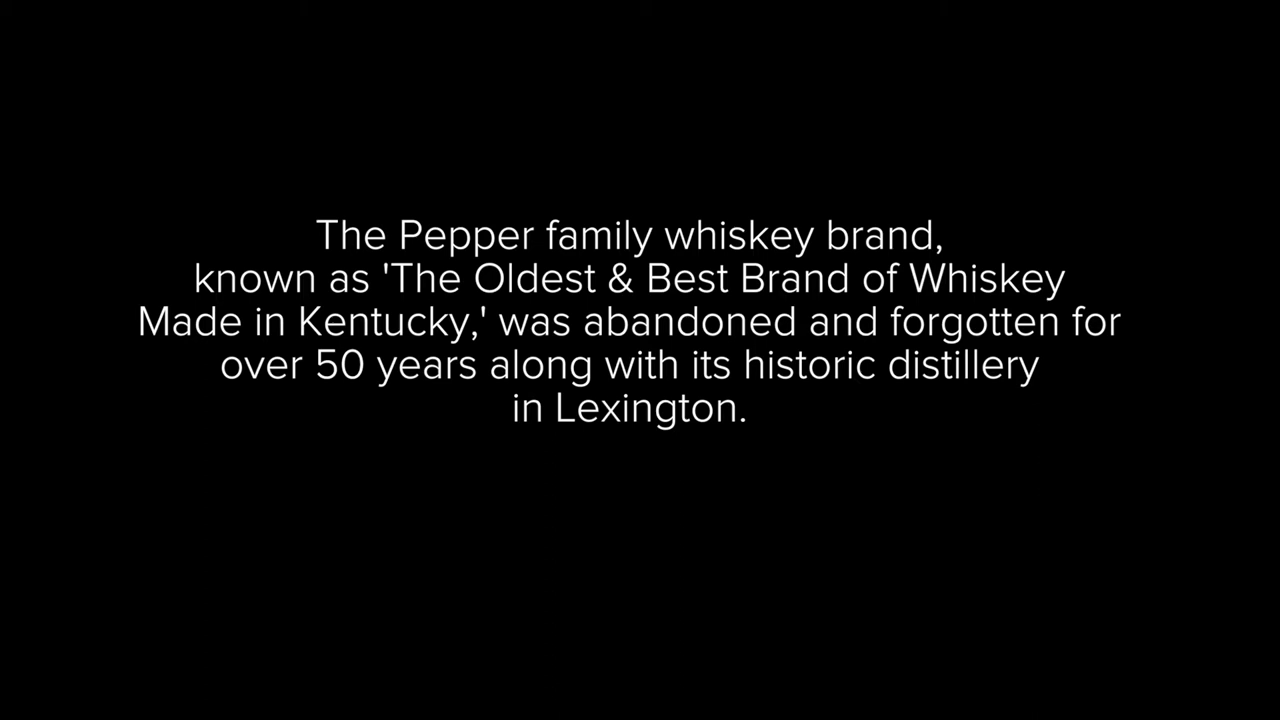 The Pepper family whiskey brand,
known as 'The Oldest & Best Brand of Whiskey
Made in Kentucky,' was abandoned and forgotten for
over 50 years along with its historic distillery
in Lexington.